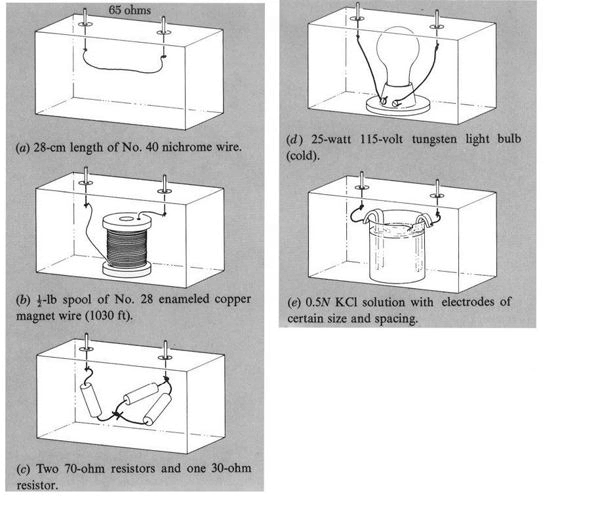 65 ohms
(a) 28-cm length of No. 40 nichrome wire.
(b) ½-lb spool of No. 28 enameled copper
magnet wire (1030 ft).
(c) Two 70-ohm resistors and one 30-ohm
resistor.
(d) 25-watt 115-volt tungsten light bulb
(cold).
(e) 0.5N KCl solution with electrodes of
certain size and spacing.